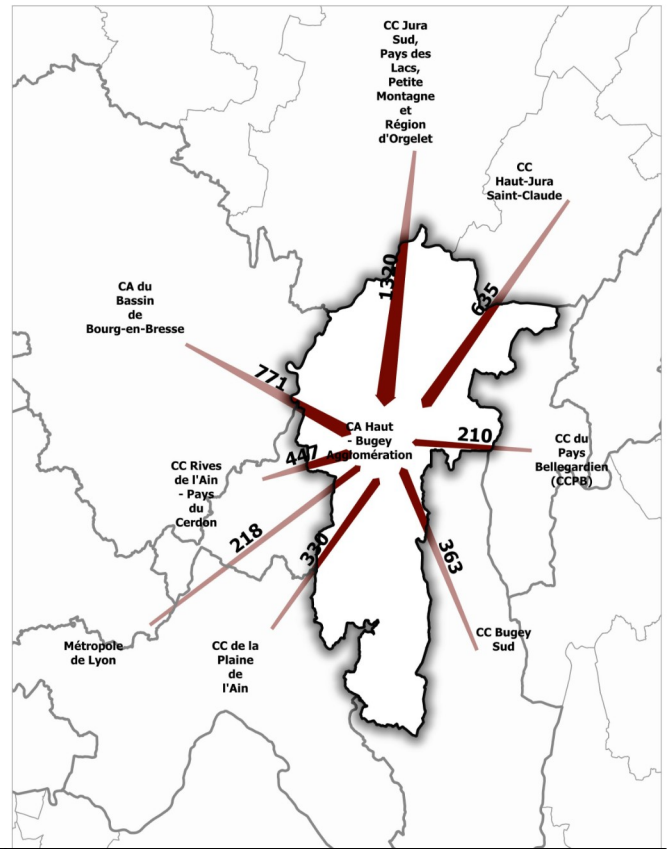 CC Jura
Sud,
Pays des
Lacs,
Petite
Montagne
et
Région
d'Orgelet
CC
Haut-Jura
Saint-Claude
1320
635
CA du
Bassin
de
Bourg-en-Bresse
771
CA Haut
- Bugey
Agglomération
210
CC du
Pays
Bellegardien
(CCPB)
447
CC Rives
de l'Ain
- Pays
du
Cerdon
218
330
363
Métropole
de Lyon
CC de la
Plaine
de
l'Ain
CC Bugey
Sud